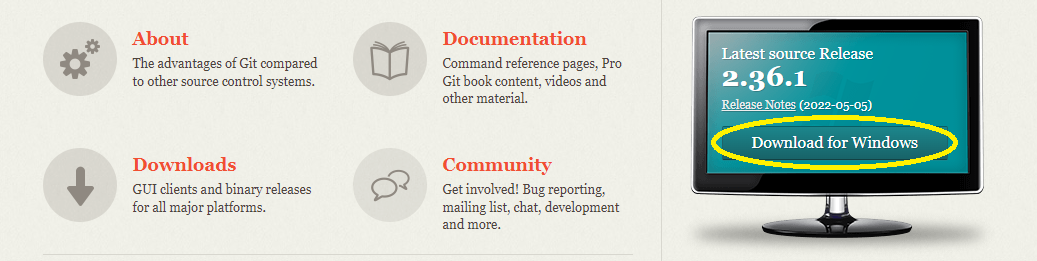 About
The advantages of Git compared
to other source control systems.
Documentation
Command reference pages, Pro
Git book content, videos and
other material.
Downloads
GUI clients and binary releases
for all major platforms.
Community
Get involved! Bug reporting,
mailing list, chat, development
and more.
Latest source Release
2.36.1
Release Notes (2022-05-05)
Download for Windows